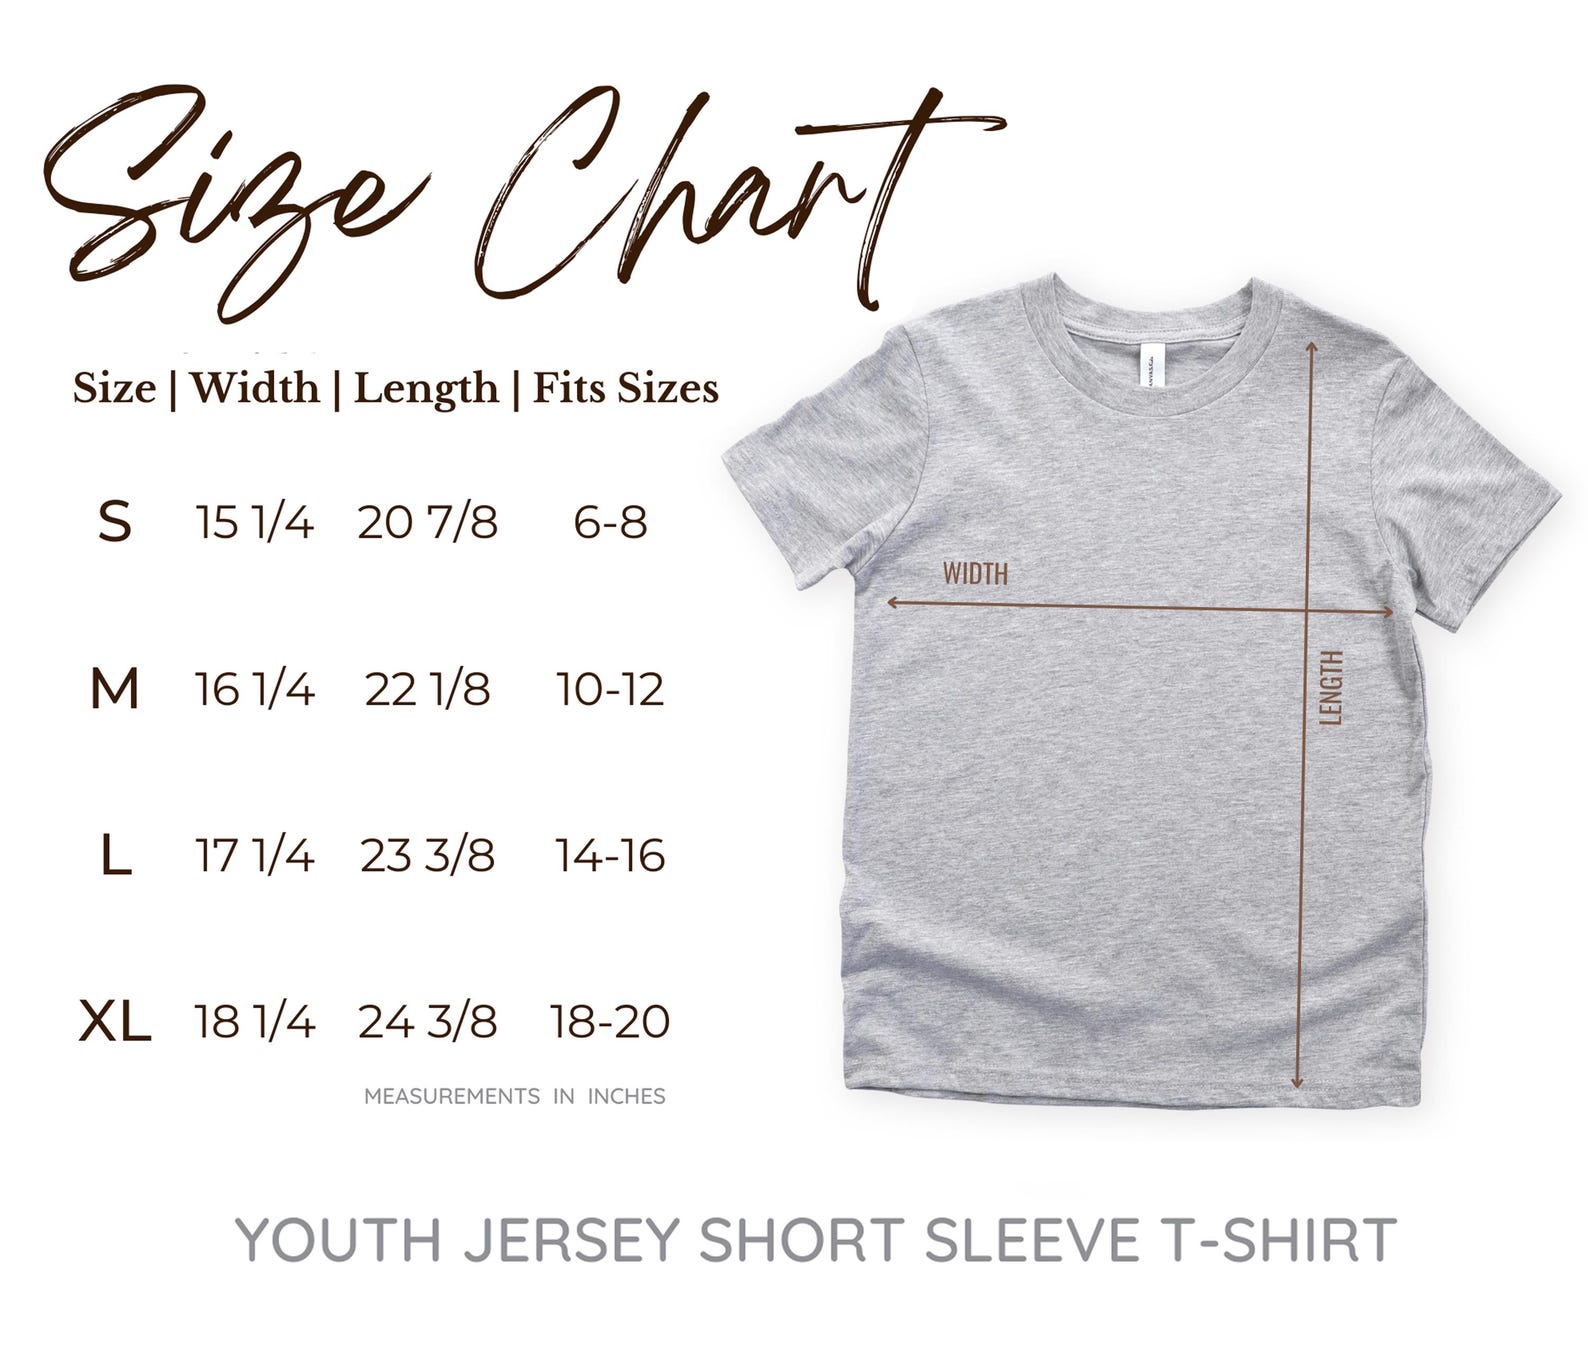 Size Chart
Size | Width | Length | Fits Sizes
S 15 1/4 20 7/8 6-8
M 16 1/4 22 1/8 10-12
L 17 1/4 23 3/8 14-16
XL 18 1/4 24 3/8 18-20
MEASUREMENTS IN INCHES
WIDTH
LENGTH
YOUTH JERSEY SHORT SLEEVE T-SHIRT